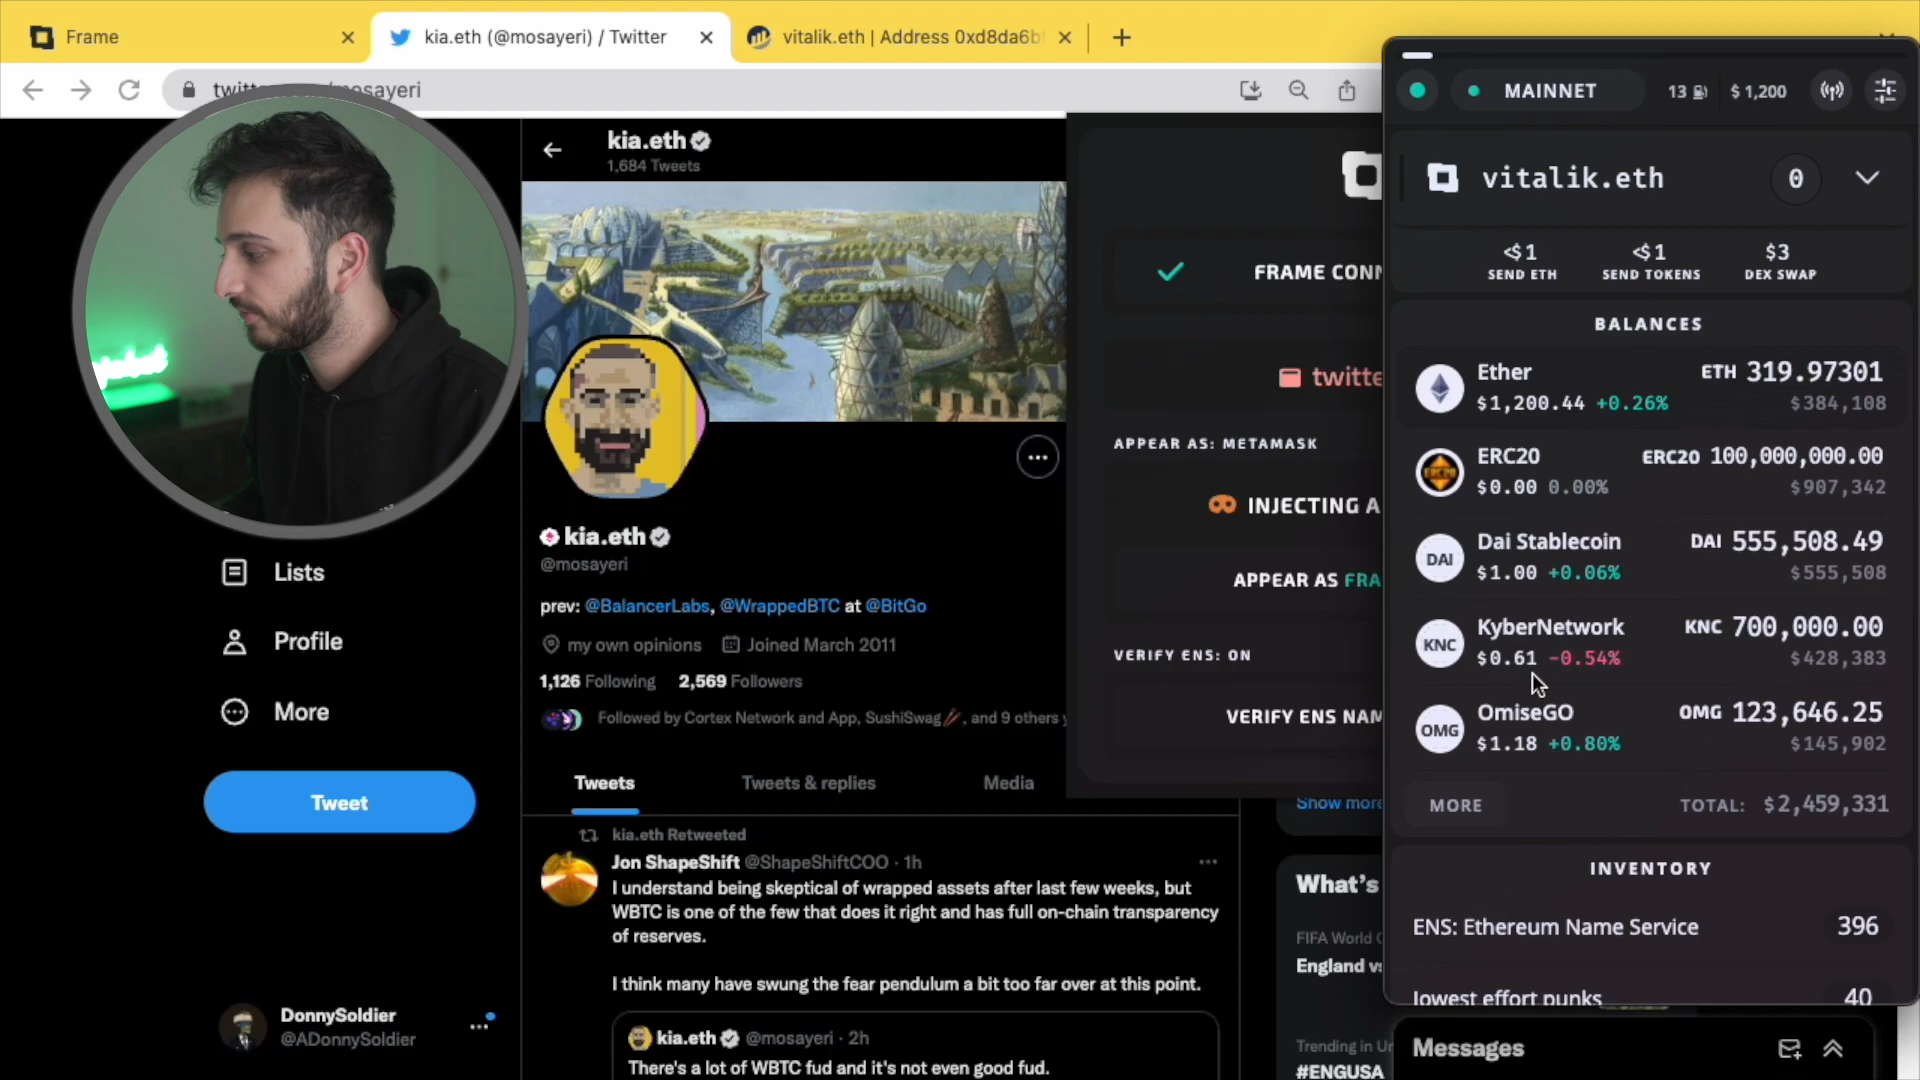 Frame
kia.eth (@mosayeri) / Twitter
vitalik.eth | Address 0xd8da6b
mosayeri
kia.eth
1,684 Tweets
kia.eth
@mosayeri
prev: @BalancerLabs, @WrappedBTC at @BitGo
my own opinions Joined March 2011
1,126 Following 2,569 Followers
Followed by Cortex Network and App, SushiSwag, and 9 others
Tweets Tweets & replies Media
kia.eth Retweeted
Jon ShapeShift @ShapeShiftCOO · 1h
I understand being skeptical of wrapped assets after last few weeks, but
WBTC is one of the few that does it right and has full on-chain transparency
of reserves.
I think many have swung the fear pendulum a bit too far over at this point.
kia.eth @mosayeri · 2h
There's a lot of WBTC fud and it's not even good fud.
Lists
Profile
More
Tweet
DonnySoldier
@ADonnySoldier
FRAME CONN
twitte
APPEAR AS: METAMASK
INJECTING A
APPEAR AS FRA
VERIFY ENS: ON
VERIFY ENS NAM
Show more
What's
FIFA World C
England vs
Trending in Un
#ENGUSA
MAINNET 13 $ 1,200
vitalik.eth 0
<$1 <$1 $3
SEND ETH SEND TOKENS DEX SWAP
BALANCES
Ether ETH 319.97301
$1,200.44 +0.26% $384,108
ERC20 ERC20 100,000,000.00
$0.00 0.00% $907,342
DAI Dai Stablecoin DAI 555,508.49
$1.00 +0.06% $555,508
KNC KyberNetwork KNC 700,000.00
$0.61 -0.54% $428,383
OMG OmiseGO OMG 123,646.25
$1.18 +0.80% $145,902
MORE TOTAL: $2,459,331
INVENTORY
ENS: Ethereum Name Service 396
lowest effort punks 40
Messages